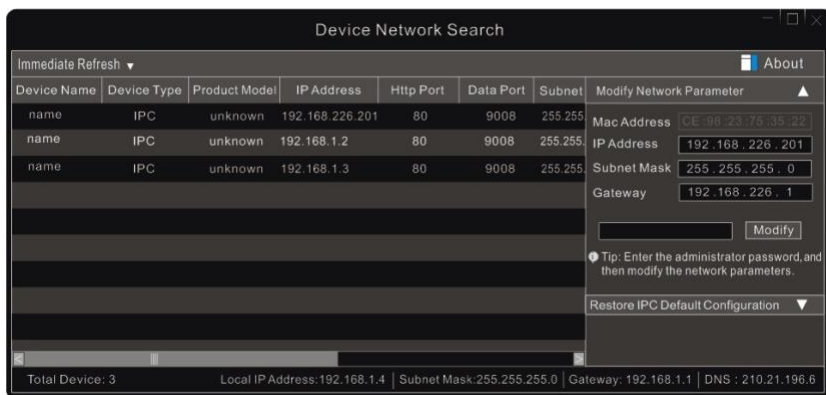 Device Network Search
Immediate Refresh
About
Device Name Device Type Product Model IP Address Http Port Data Port Subnet
name IPC unknown 192.168.226.201 80 9008 255.255.
name IPC unknown 192.168.1.2 80 9008 255.255.
name IPC unknown 192.168.1.3 80 9008 255.255.
Modify Network Parameter
Mac Address CE:98:23:75:35:22
IP Address 192.168.226.201
Subnet Mask 255.255.255.0
Gateway 192.168.226.1
Modify
Tip: Enter the administrator password,and
then modify the network parameters.
Restore IPC Default Configuration
Total Device: 3 Local IP Address:192.168.1.4 Subnet Mask:255.255.255.0 Gateway: 192.168.1.1 DNS : 210.21.196.6